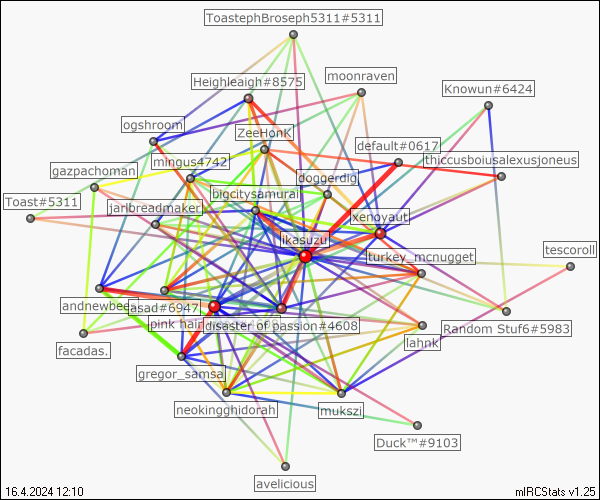 ToastephBroseph5311#5311
moonraven
Heighleaigh#8575
Knowun#6424
ogshroom
ZeeHonK
default#0617
mingus4742
thiccusboiusalexusjoneus
gazpachoman
doggerdig
bigcitysamurai
Toast#5311
jarlbreadmaker
xenoyaut
ikasuzu
tescoroll
turkey_mcnugget
andnewbees
asad#6947
pink hair
disaster of passion#4608
Random Stuf6#5983
lahnk
facadas.
gregor_samsa
neokingghidorah
mukszi
Duck™#9103
avelicious
16.4.2024 12:10
mIRCStats v1.25